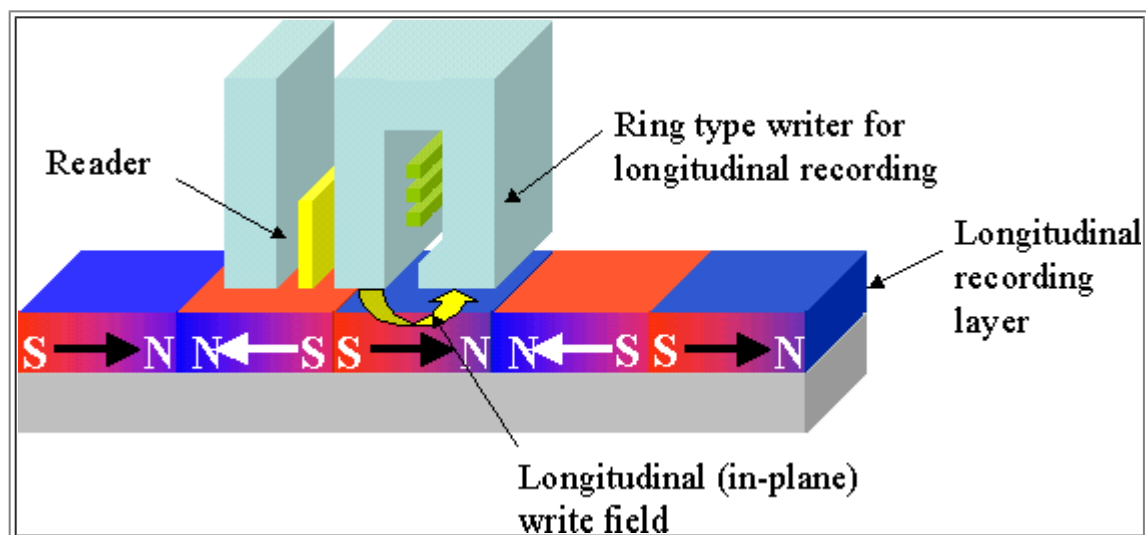 Ring type writer for
longitudinal recording
Reader
Longitudinal
recording
layer
S N N S S N N S S N
Longitudinal (in-plane)
write field